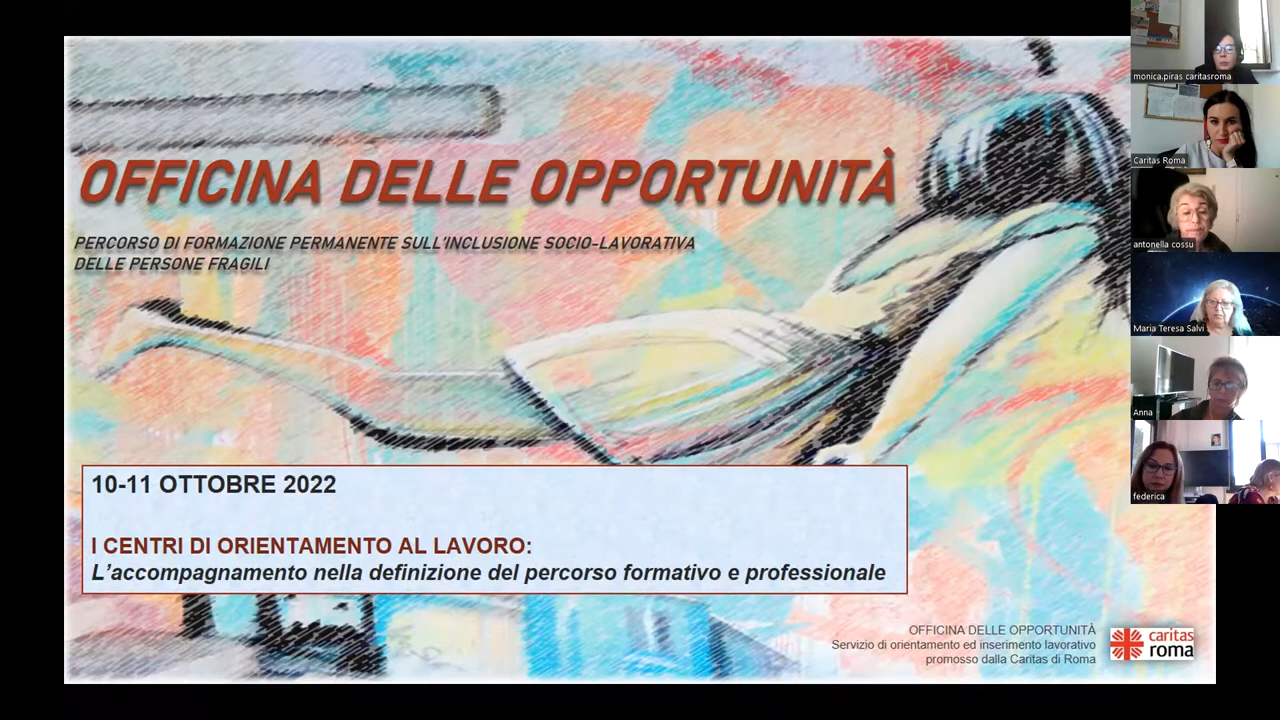 OFFICINA DELLE OPPORTUNITÀ
PERCORSO DI FORMAZIONE PERMANENTE SULL'INCLUSIONE SOCIO-LAVORATIVA
DELLE PERSONE FRAGILI
10-11 OTTOBRE 2022
I CENTRI DI ORIENTAMENTO AL LAVORO:
L'accompagnamento nella definizione del percorso formativo e professionale
OFFICINA DELLE OPPORTUNITÀ
Servizio di orientamento ed inserimento lavorativo
promosso dalla Caritas di Roma
caritas
roma
monica.piras caritasroma
Caritas Roma
antonella cossu
Maria Teresa Salvi
Anna
federica